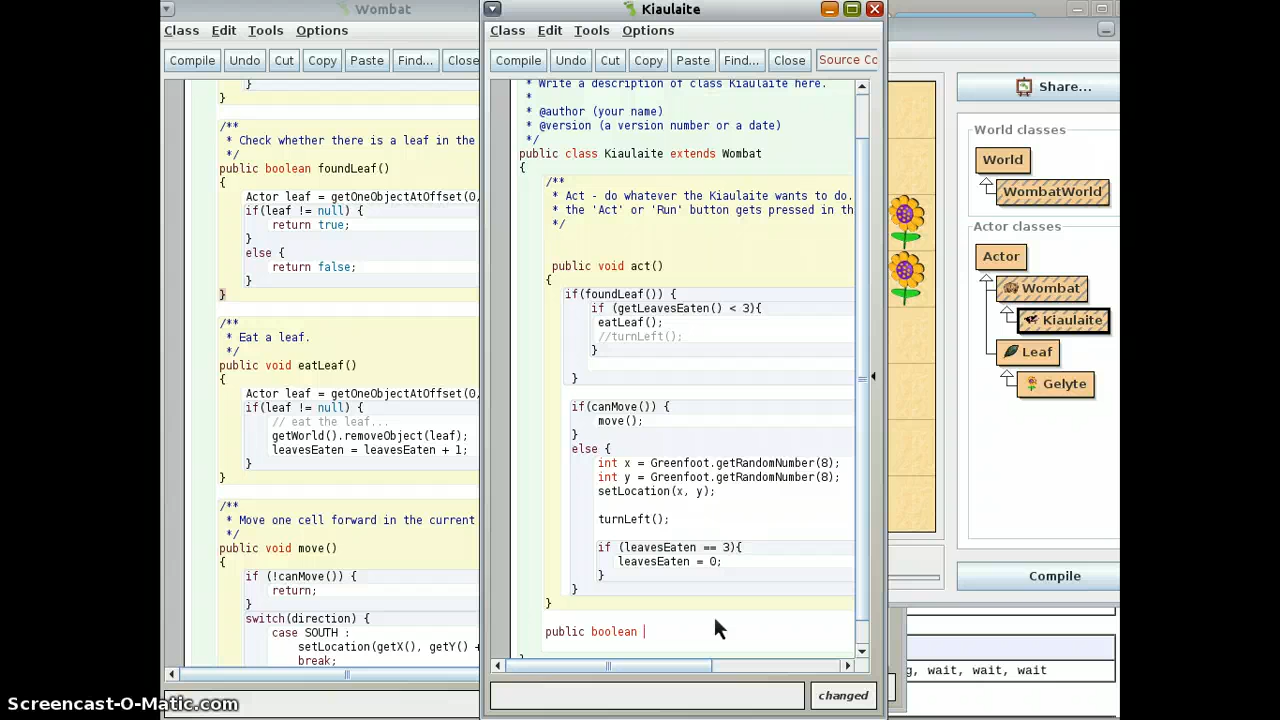 Wombat
Class Edit Tools Options
Compile Undo Cut Copy Paste Find... Close
}
/**
* Check whether there is a leaf in the
*/
public boolean foundLeaf()
{
Actor leaf = getOneObjectAtOffset(0,
if(leaf != null) {
return true;
}
else {
return false;
}
}
/**
* Eat a leaf.
*/
public void eatLeaf()
{
Actor leaf = getOneObjectAtOffset(0,
if(leaf != null) {
// eat the leaf...
getWorld().removeObject(leaf);
leavesEaten = leavesEaten + 1;
}
}
/**
* Move one cell forward in the current
*/
public void move()
{
if (!canMove()) {
return;
}
switch(direction) {
case SOUTH :
setLocation(getX(), getY() +
break;
Kiaulaite
Class Edit Tools Options
Compile Undo Cut Copy Paste Find... Close Source Co
* Write a description of class Kiaulaite here.
*
* @author (your name)
* @version (a version number or a date)
*/
public class Kiaulaite extends Wombat
{
/**
* Act - do whatever the Kiaulaite wants to do.
* the 'Act' or 'Run' button gets pressed in th
*/
public void act()
{
if(foundLeaf()) {
if (getLeavesEaten() < 3){
eatLeaf();
//turnLeft();
}
}
if(canMove()) {
move();
}
else {
int x = Greenfoot.getRandomNumber(8);
int y = Greenfoot.getRandomNumber(8);
setLocation(x, y);
turnLeft();
if (leavesEaten == 3){
leavesEaten = 0;
}
}
}
public boolean
}
changed
Share...
World classes
World
WombatWorld
Actor classes
Actor
Wombat
Kiaulaite
Leaf
Gelyte
Compile
g, wait, wait, wait
Screencast-O-Matic.com